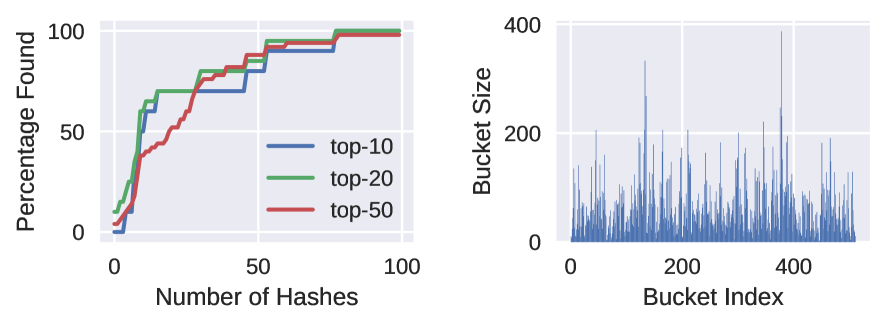 Percentage Found
100
50
0
top-10
top-20
top-50
0 50 100
Number of Hashes
Bucket Size
400
200
0
0 200 400
Bucket Index